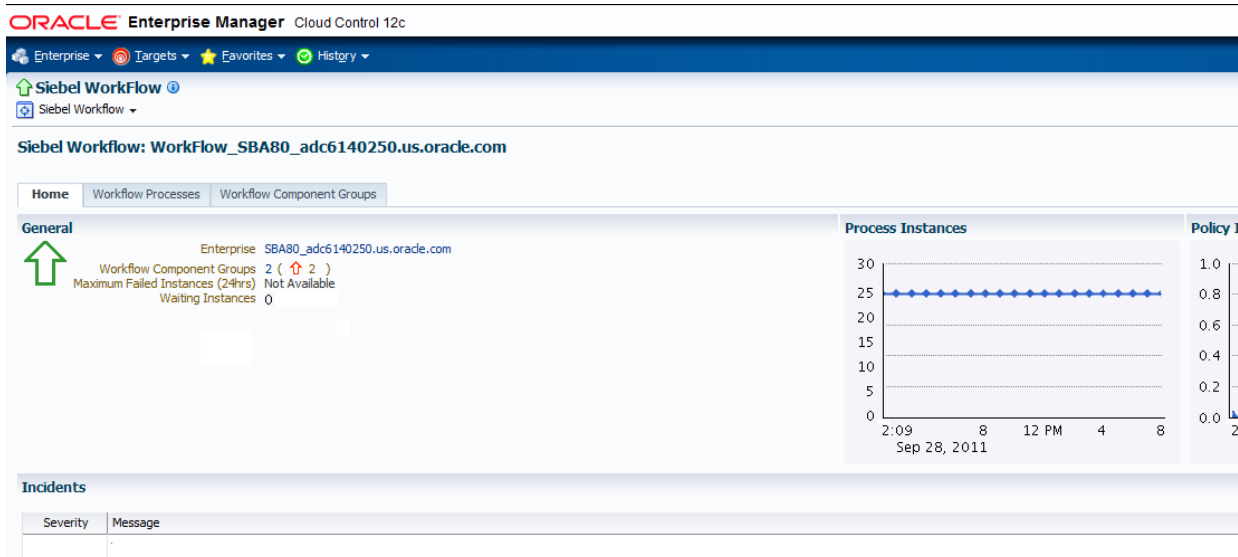 ORACLE Enterprise Manager Cloud Control 12c
Enterprise Targets Favorites History
Siebel WorkFlow
Siebel Workflow
Siebel Workflow: WorkFlow_SBA80_adc6140250.us.oracle.com
Home Workflow Processes Workflow Component Groups
General
Enterprise SBA80_adc6140250.us.oracle.com
Workflow Component Groups 2 ( 2 )
Maximum Failed Instances (24hrs) Not Available
Waiting Instances 0
Process Instances
30
25
20
15
10
5
0
2:09 8 12 PM 4 8
Sep 28, 2011
Policy I
1.0
0.8
0.6
0.4
0.2
0.0
2
Incidents
Severity Message